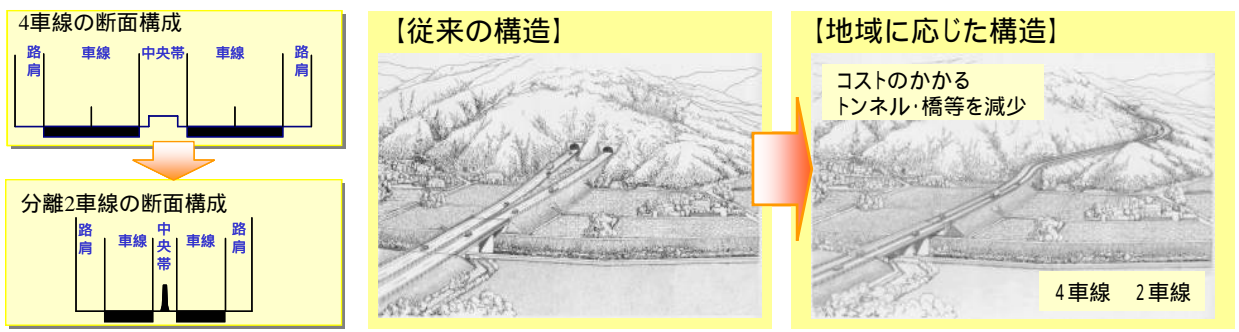 4車線の断面構成
路肩
車線
中央帯
車線
路肩
分離2車線の断面構成
路肩
車線
中央帯
車線
路肩
【従来の構造】
【地域に応じた構造】
コストのかかる
トンネル・橋等を減少
4車線 2車線